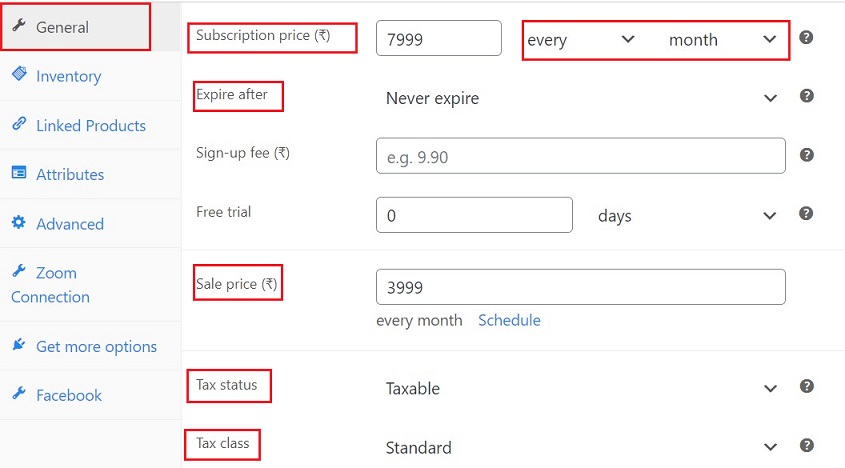 General
Inventory
Linked Products
Attributes
Advanced
Zoom
Connection
Get more options
Facebook
Subscription price (₹) 7999 every month ?
Expire after Never expire ?
Sign-up fee (₹) e.g. 9.90 ?
Free trial 0 days ?
Sale price (₹) 3999
every month Schedule
Tax status Taxable ?
Tax class Standard ?